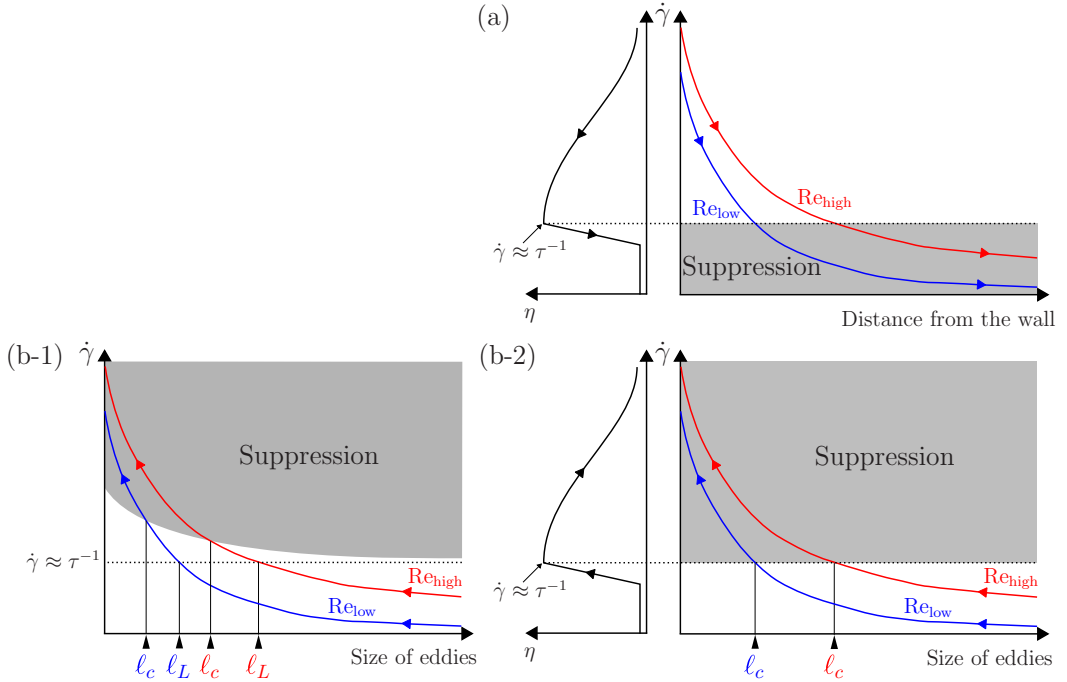 (a)
γ̇
Re_high
Re_low
γ̇ ≈ τ⁻¹
Suppression
η
Distance from the wall
(b-1)
γ̇
Suppression
γ̇ ≈ τ⁻¹
Re_high
Re_low
Size of eddies
ℓ_c ℓ_L ℓ_c ℓ_L
(b-2)
γ̇
Suppression
γ̇ ≈ τ⁻¹
Re_high
Re_low
η
Size of eddies
ℓ_c ℓ_c